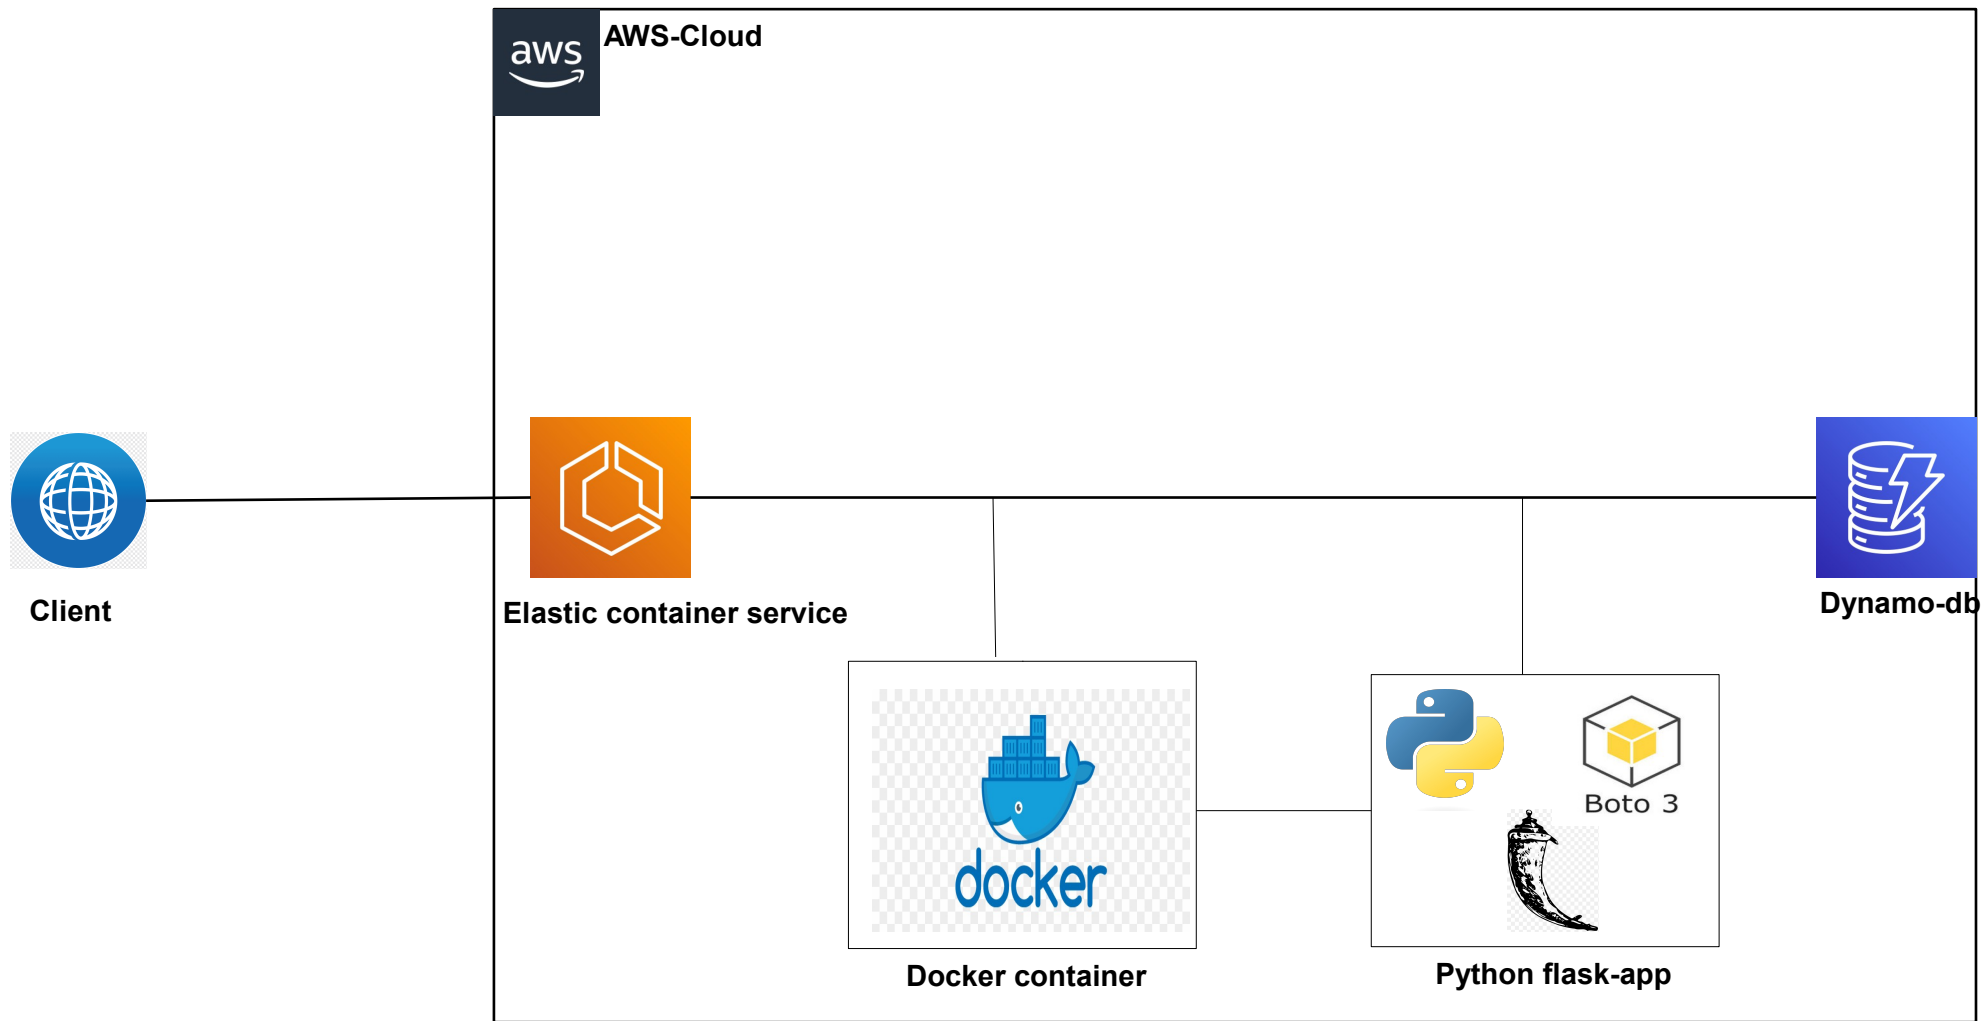 aws
AWS-Cloud
Client
Elastic container service
Dynamo-db
docker
Boto 3
Docker container
Python flask-app